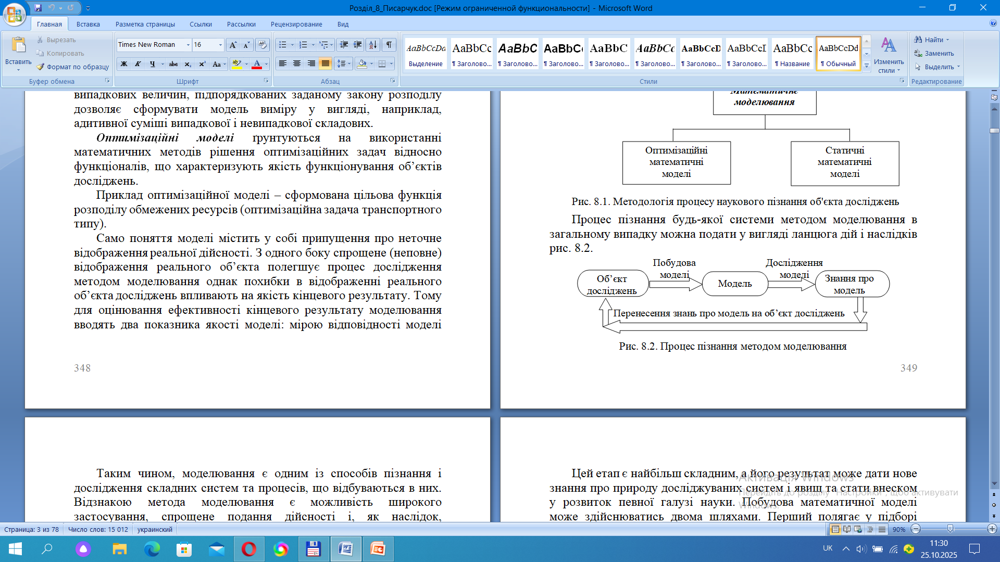 Розділ_8_Писарчук.doc [Режим ограниченной функциональности] - Microsoft Word
Главная Вставка Разметка страницы Ссылки Рассылки Рецензирование Вид
Вставить
Вырезать
Копировать
Формат по образцу
Буфер обмена
Times New Roman 16
Шрифт
Абзац
AaBbCcDd AaBbCc AaBbC AaBbCc AaBbC AaBbCc AaBbCcD AaBbCcI AaBbCc AaBbCcDd
Выделение ¶ Заголово... ¶ Заголово... ¶ Заголово... ¶ Заголово... ¶ Заголово... ¶ Заголово... ¶ Заголово... ¶ Название ¶ Обычный
Изменить
стили
Стили
Найти
Заменить
Выделить
Редактирование
випадкових величин, підпорядкованих заданому закону розподілу
дозволяє сформувати модель виміру у вигляді, наприклад,
адитивної суміші випадкової і невипадкової складових.
Оптимізаційні моделі ґрунтуються на використанні
математичних методів рішення оптимізаційних задач відносно
функціоналів, що характеризують якість функціонування об’єктів
досліджень.
Приклад оптимізаційної моделі – сформована цільова функція
розподілу обмежених ресурсів (оптимізаційна задача транспортного
типу).
Само поняття моделі містить у собі припущення про неточне
відображення реальної дійсності. З одного боку спрощене (неповне)
відображення реального об’єкта полегшує процес дослідження
методом моделювання однак похибки в відображенні реального
об’єкта досліджень впливають на якість кінцевого результату. Тому
для оцінювання ефективності кінцевого результату моделювання
вводять два показника якості моделі: мірою відповідності моделі
348
Математичне
моделювання
Оптимізаційні
математичні
моделі
Статичні
математичні
моделі
Рис. 8.1. Методологія процесу наукового пізнання об'єкта досліджень
Процес пізнання будь-якої системи методом моделювання в
загальному випадку можна подати у вигляді ланцюга дій і наслідків
рис. 8.2.
Об’єкт
досліджень
Побудова
моделі
Модель
Дослідження
моделі
Знання про
модель
Перенесення знань про модель на об’єкт досліджень
Рис. 8.2. Процес пізнання методом моделювання
349
Таким чином, моделювання є одним із способів пізнання і
дослідження складних систем та процесів, що відбуваються в них.
Відзнакою метода моделювання є можливість широкого
застосування, спрощене подання дійсності і, як наслідок,
Цей етап є найбільш складним, а його результат може дати нове
знання про природу досліджуваних систем і явиш та стати внеском
у розвиток певної галузі науки. Побудова математичної моделі
може здійснюватись двома шляхами. Перший полягає у підборі
Активація Windows
Перейдіть до розділу "Настройки", щоб активувати
Windows.
Страница: 3 из 78 Число слов: 15 012 украинский
90%
UK
11:30
25.10.2025